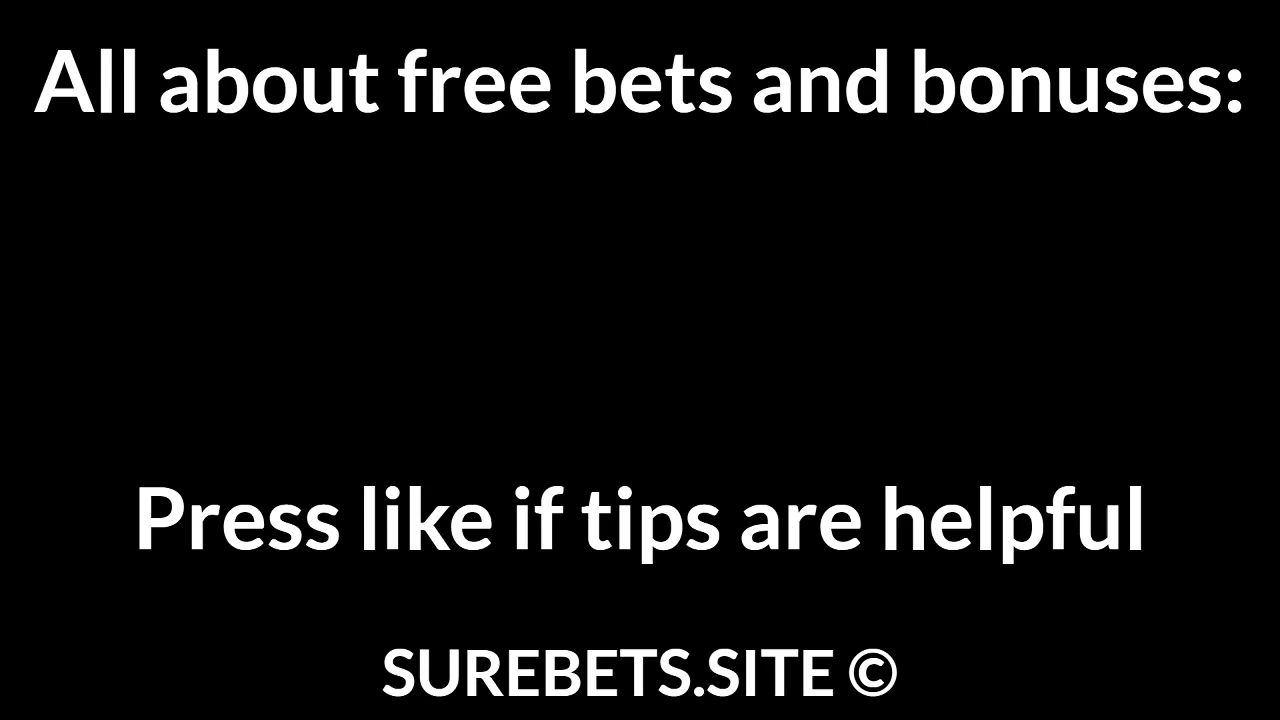 All about free bets and bonuses:
Press like if tips are helpful
SUREBETS.SITE ©